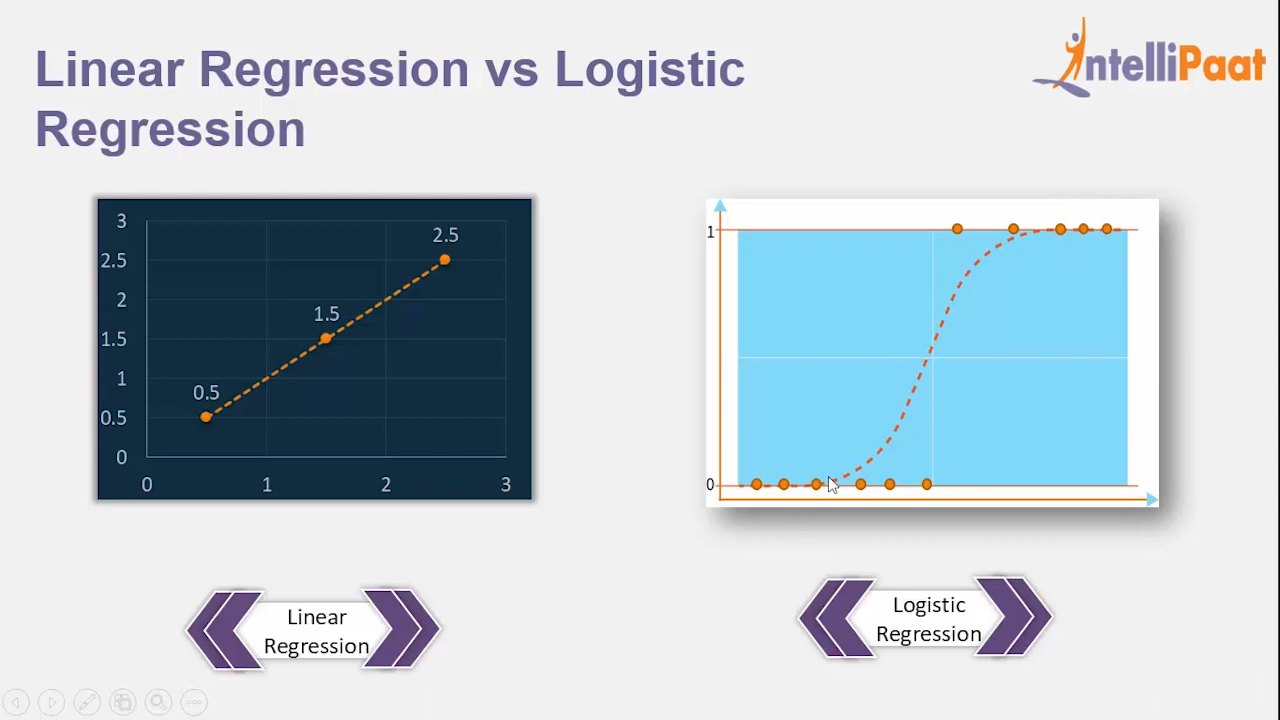 Linear Regression vs Logistic
Regression
IntelliPaat
3
2.5
2
1.5
1
0.5
0
2.5
1.5
0.5
0 1 2 3
1
0
Linear
Regression
Logistic
Regression